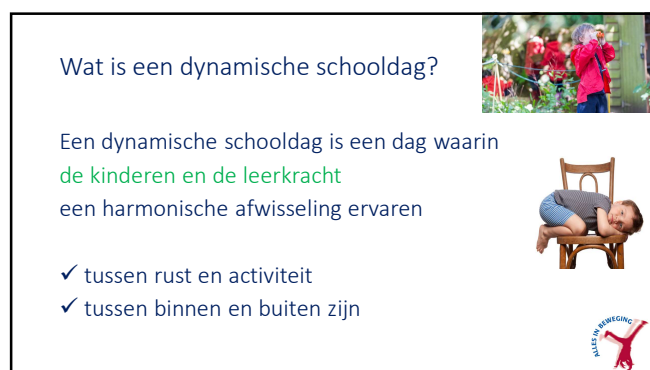 Wat is een dynamische schooldag?
Een dynamische schooldag is een dag waarin
de kinderen en de leerkracht
een harmonische afwisseling ervaren
✓ tussen rust en activiteit
✓ tussen binnen en buiten zijn
ALLES IN BEWEGING